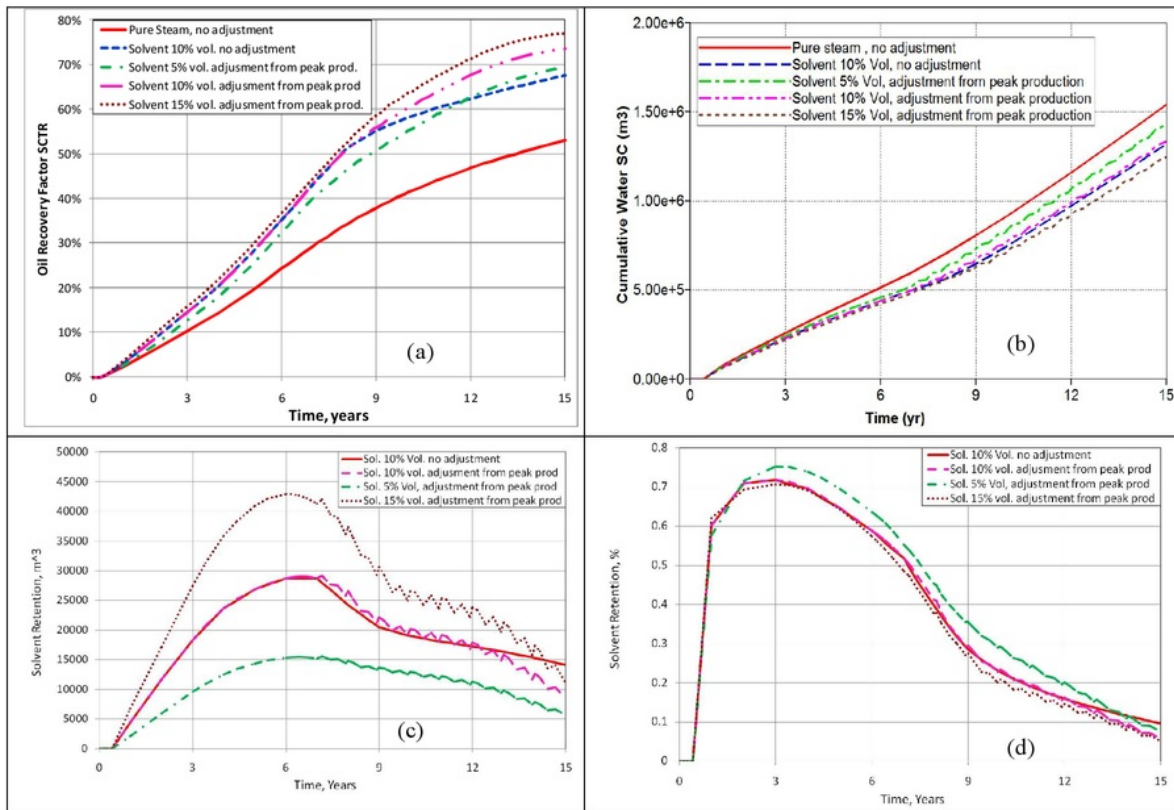 80%
70%
60%
50%
40%
30%
20%
10%
0%
Oil Recovery Factor SCTR
Pure Steam, no adjustment
Solvent 10% vol. no adjustment
Solvent 5% vol. adjusment from peak prod.
Solvent 10% vol. adjusment from peak prod
Solvent 15% vol. adjusment from peak prod.
(a)
0 3 6 9 12 15
Time, years
2.00e+6
1.50e+6
1.00e+6
5.00e+5
0.00e+0
Cumulative Water SC (m3)
Pure steam , no adjustment
Solvent 10% Vol, no adjustment
Solvent 5% Vol, adjustment from peak production
Solvent 10% Vol, adjustment from peak production
Solvent 15% Vol, adjustment from peak production
(b)
0 3 6 9 12 15
Time (yr)
50000
45000
40000
35000
30000
25000
20000
15000
10000
5000
0
Solvent Retention, m^3
Sol. 10% Vol. no adjustment
Sol. 10% vol. adjusment from peak prod
Sol. 5% Vol, adjustment from peak prod
Sol. 15% vol. adjustment from peak prod
(c)
0 3 6 9 12 15
Time, Years
0.8
0.7
0.6
0.5
0.4
0.3
0.2
0.1
0
Solvent Retention, %
Sol. 10% Vol. no adjustment
Sol. 10% vol. adjusment from peak prod
Sol. 5% Vol, adjustment from peak prod
Sol. 15% vol. adjustment from peak prod
(d)
0 3 6 9 12 15
Time, Years